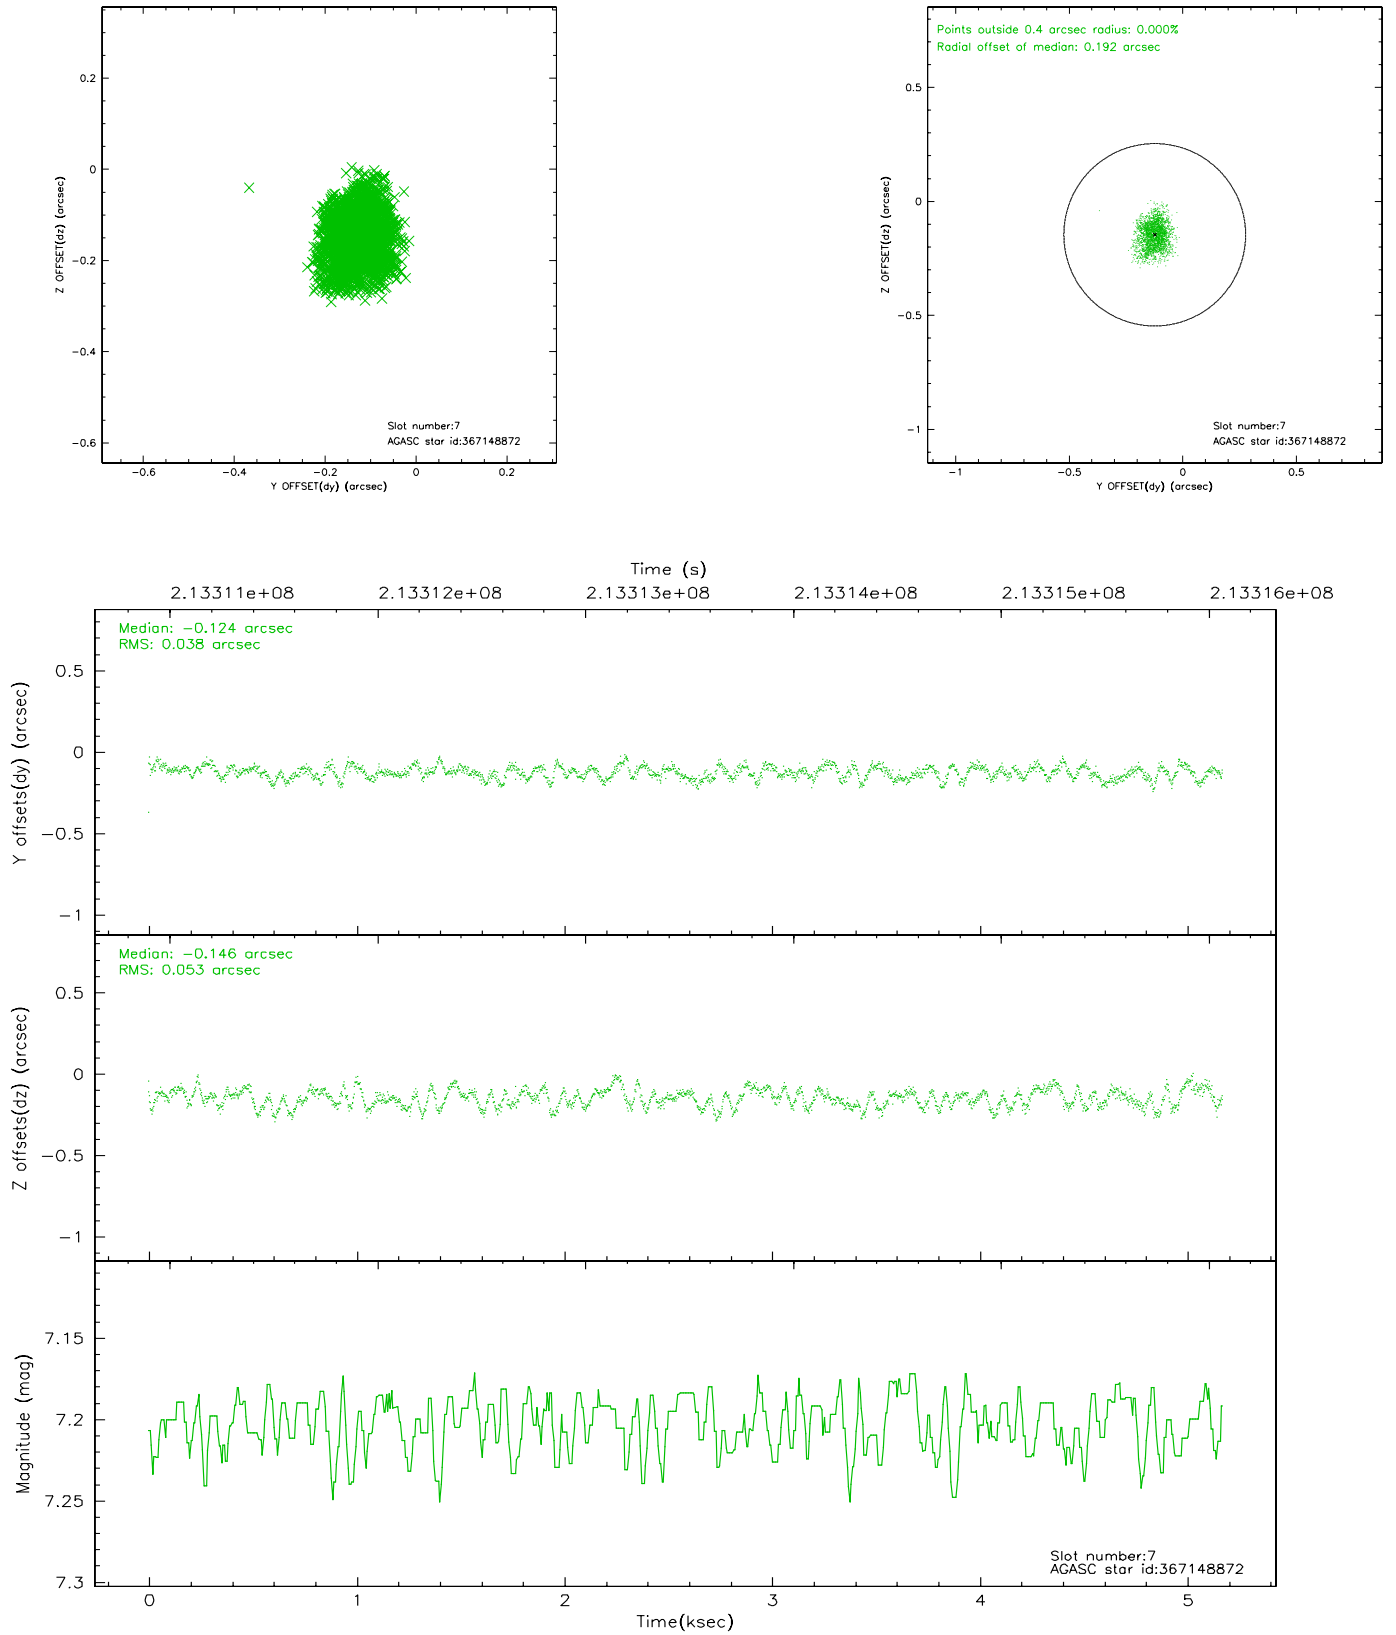 0.2
0
−0.2
−0.4
−0.6
Z OFFSET(dz) (arcsec)
Slot number:7
AGASC star id:367148872
−0.6 −0.4 −0.2 0 0.2
Y OFFSET(dy) (arcsec)
Points outside 0.4 arcsec radius: 0.000%
Radial offset of median: 0.192 arcsec
0.5
0
−0.5
−1
Z OFFSET(dz) (arcsec)
Slot number:7
AGASC star id:367148872
−1 −0.5 0 0.5
Y OFFSET(dy) (arcsec)
Time (s)
2.13311e+08 2.13312e+08 2.13313e+08 2.13314e+08 2.13315e+08 2.13316e+08
Median: −0.124 arcsec
RMS: 0.038 arcsec
0.5
0
−0.5
−1
Y offsets(dy) (arcsec)
Median: −0.146 arcsec
RMS: 0.053 arcsec
0.5
0
−0.5
−1
Z offsets(dz) (arcsec)
7.15
7.2
7.25
7.3
Magnitude (mag)
Slot number:7
AGASC star id:367148872
0 1 2 3 4 5
Time(ksec)